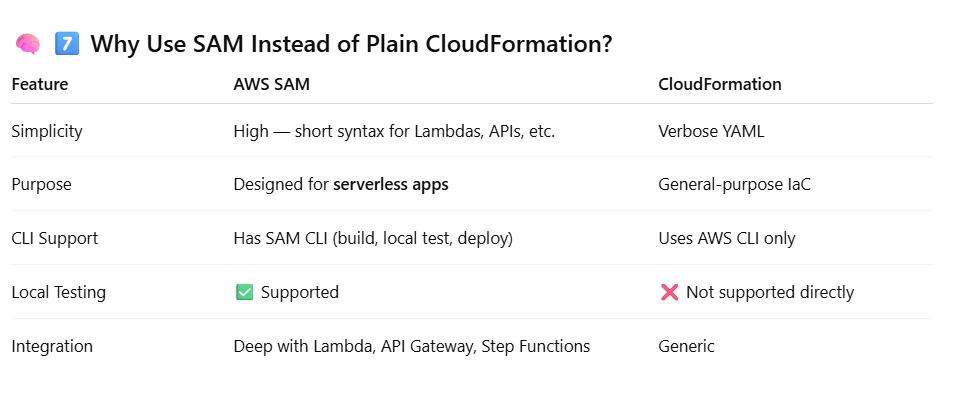 🧠 7️⃣ Why Use SAM Instead of Plain CloudFormation?
Feature AWS SAM CloudFormation
Simplicity High — short syntax for Lambdas, APIs, etc. Verbose YAML
Purpose Designed for serverless apps General-purpose IaC
CLI Support Has SAM CLI (build, local test, deploy) Uses AWS CLI only
Local Testing ✅ Supported ❌ Not supported directly
Integration Deep with Lambda, API Gateway, Step Functions Generic